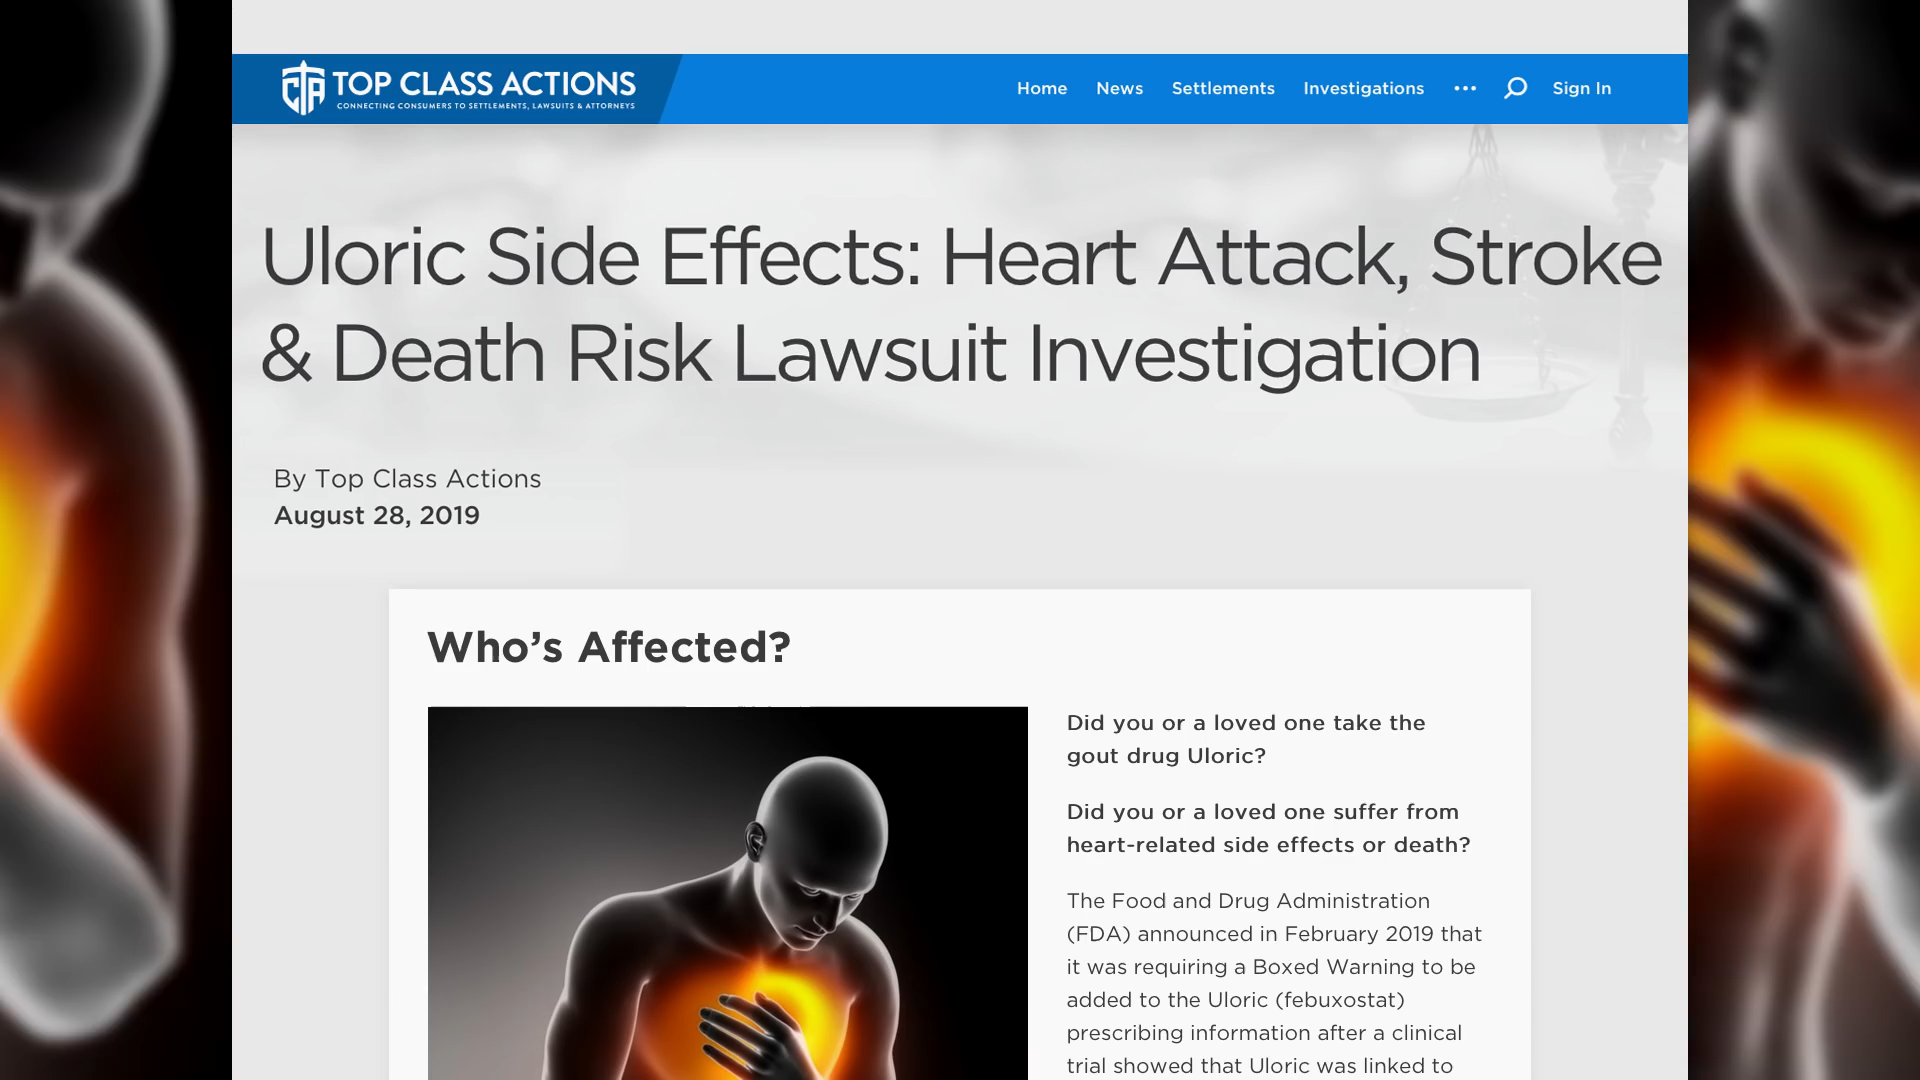 TOP CLASS ACTIONS
CONNECTING CONSUMERS TO SETTLEMENTS, LAWSUITS & ATTORNEYS
Home News Settlements Investigations ••• Sign In
Uloric Side Effects: Heart Attack, Stroke
& Death Risk Lawsuit Investigation
By Top Class Actions
August 28, 2019
Who’s Affected?
Did you or a loved one take the
gout drug Uloric?
Did you or a loved one suffer from
heart-related side effects or death?
The Food and Drug Administration
(FDA) announced in February 2019 that
it was requiring a Boxed Warning to be
added to the Uloric (febuxostat)
prescribing information after a clinical
trial showed that Uloric was linked to